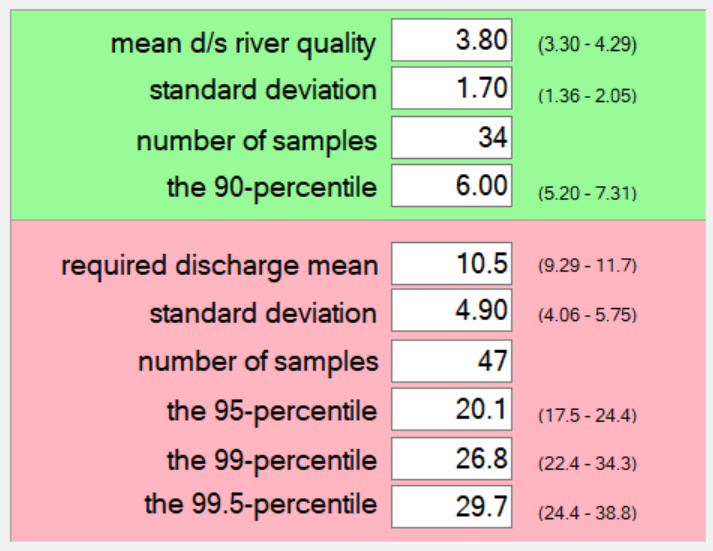 mean d/s river quality 3.80 (3.30 - 4.29)
standard deviation 1.70 (1.36 - 2.05)
number of samples 34
the 90-percentile 6.00 (5.20 - 7.31)
required discharge mean 10.5 (9.29 - 11.7)
standard deviation 4.90 (4.06 - 5.75)
number of samples 47
the 95-percentile 20.1 (17.5 - 24.4)
the 99-percentile 26.8 (22.4 - 34.3)
the 99.5-percentile 29.7 (24.4 - 38.8)